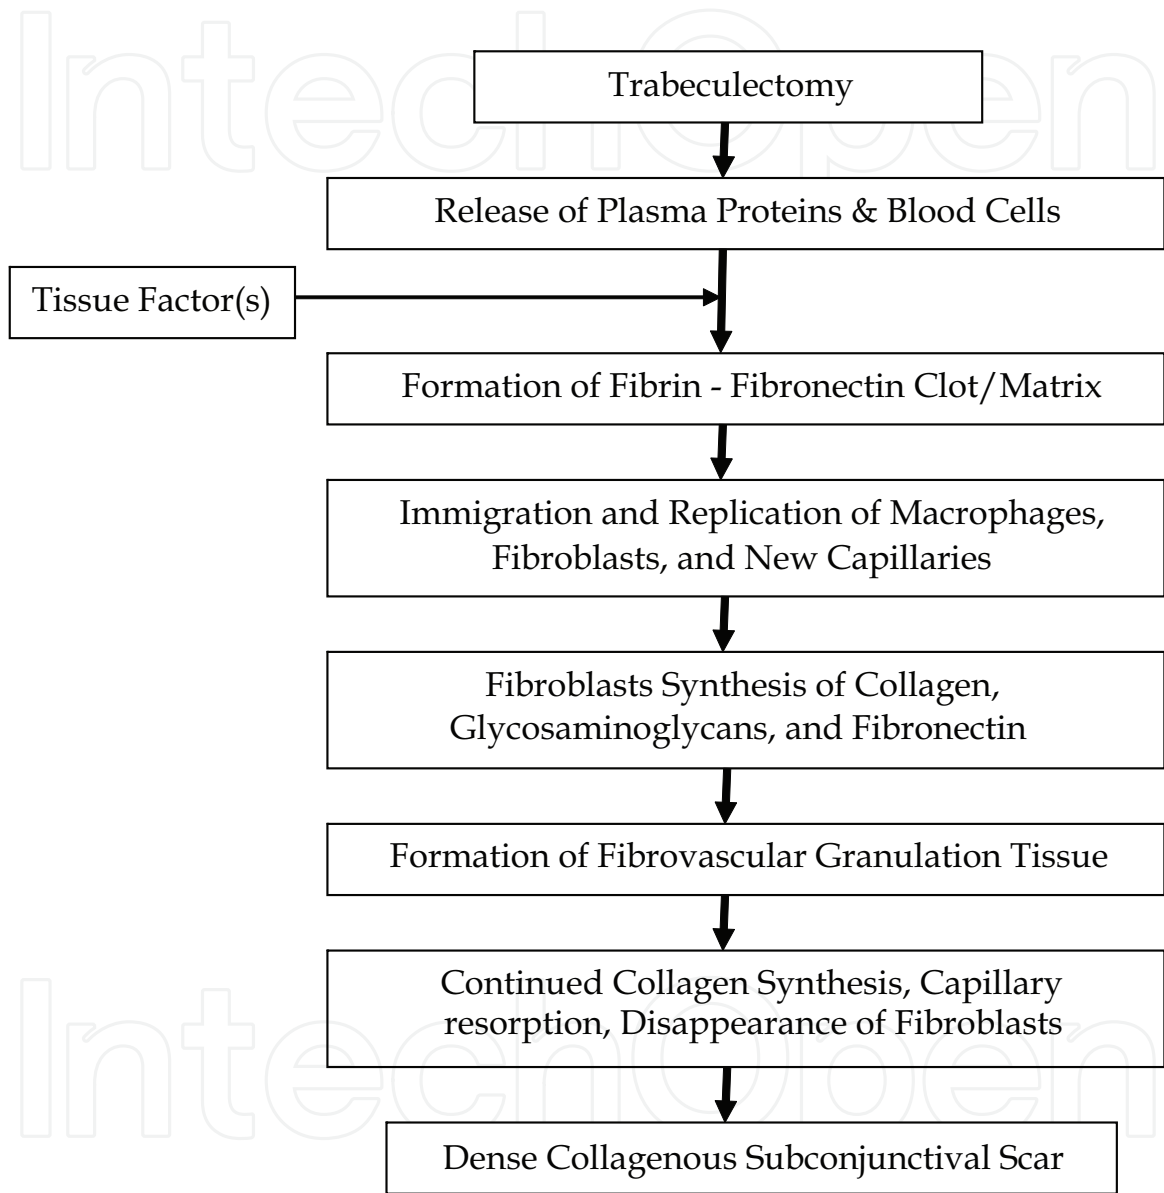 IntechOpen
Trabeculectomy
Release of Plasma Proteins & Blood Cells
Tissue Factor(s)
Formation of Fibrin - Fibronectin Clot/Matrix
Immigration and Replication of Macrophages,
Fibroblasts, and New Capillaries
Fibroblasts Synthesis of Collagen,
Glycosaminoglycans, and Fibronectin
Formation of Fibrovascular Granulation Tissue
Continued Collagen Synthesis, Capillary
resorption, Disappearance of Fibroblasts
IntechOpen
Dense Collagenous Subconjunctival Scar